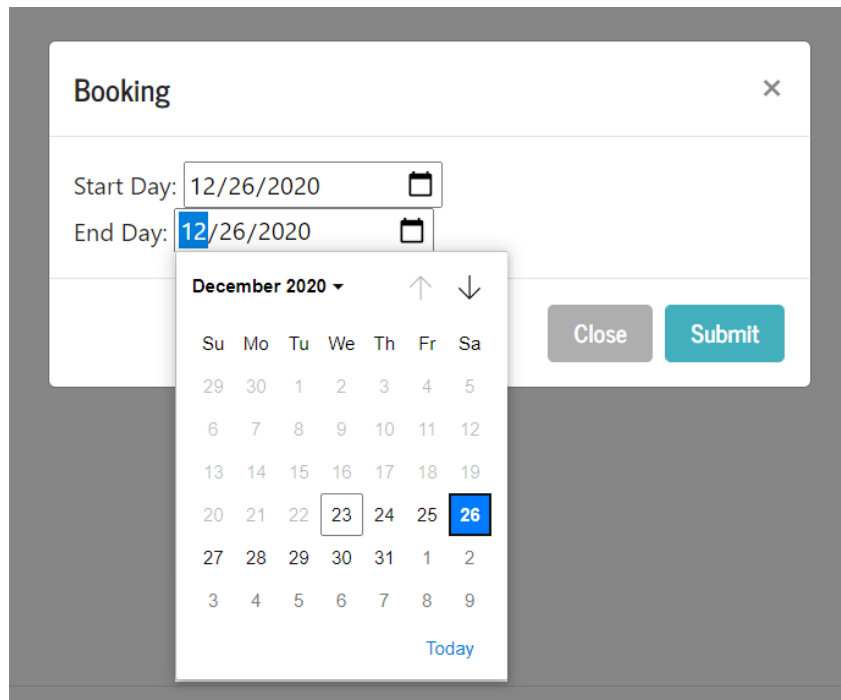 Booking ×
Start Day: 12/26/2020
End Day: 12/26/2020
December 2020
Su Mo Tu We Th Fr Sa
29 30 1 2 3 4 5
6 7 8 9 10 11 12
13 14 15 16 17 18 19
20 21 22 23 24 25 26
27 28 29 30 31 1 2
3 4 5 6 7 8 9
Today
Close Submit